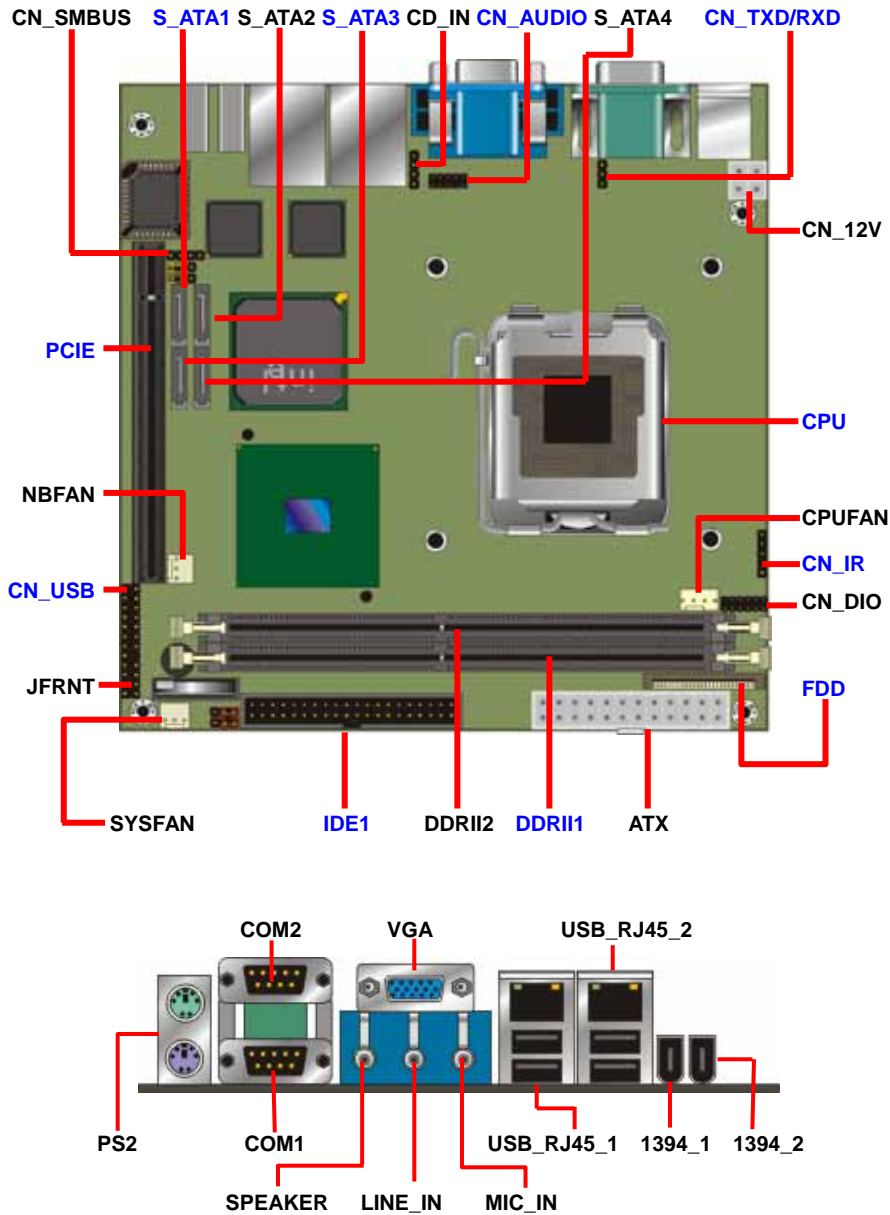 CN_SMBUS S_ATA1 S_ATA2 S_ATA3 CD_IN CN_AUDIO S_ATA4 CN_TXD/RXD
CN_12V
PCIE
CPU
NBFAN
CPUFAN
CN_IR
CN_USB
CN_DIO
JFRNT
FDD
SYSFAN IDE1 DDRII2 DDRII1 ATX
COM2 VGA USB_RJ45_2
PS2 COM1 USB_RJ45_1 1394_1 1394_2
SPEAKER LINE_IN MIC_IN